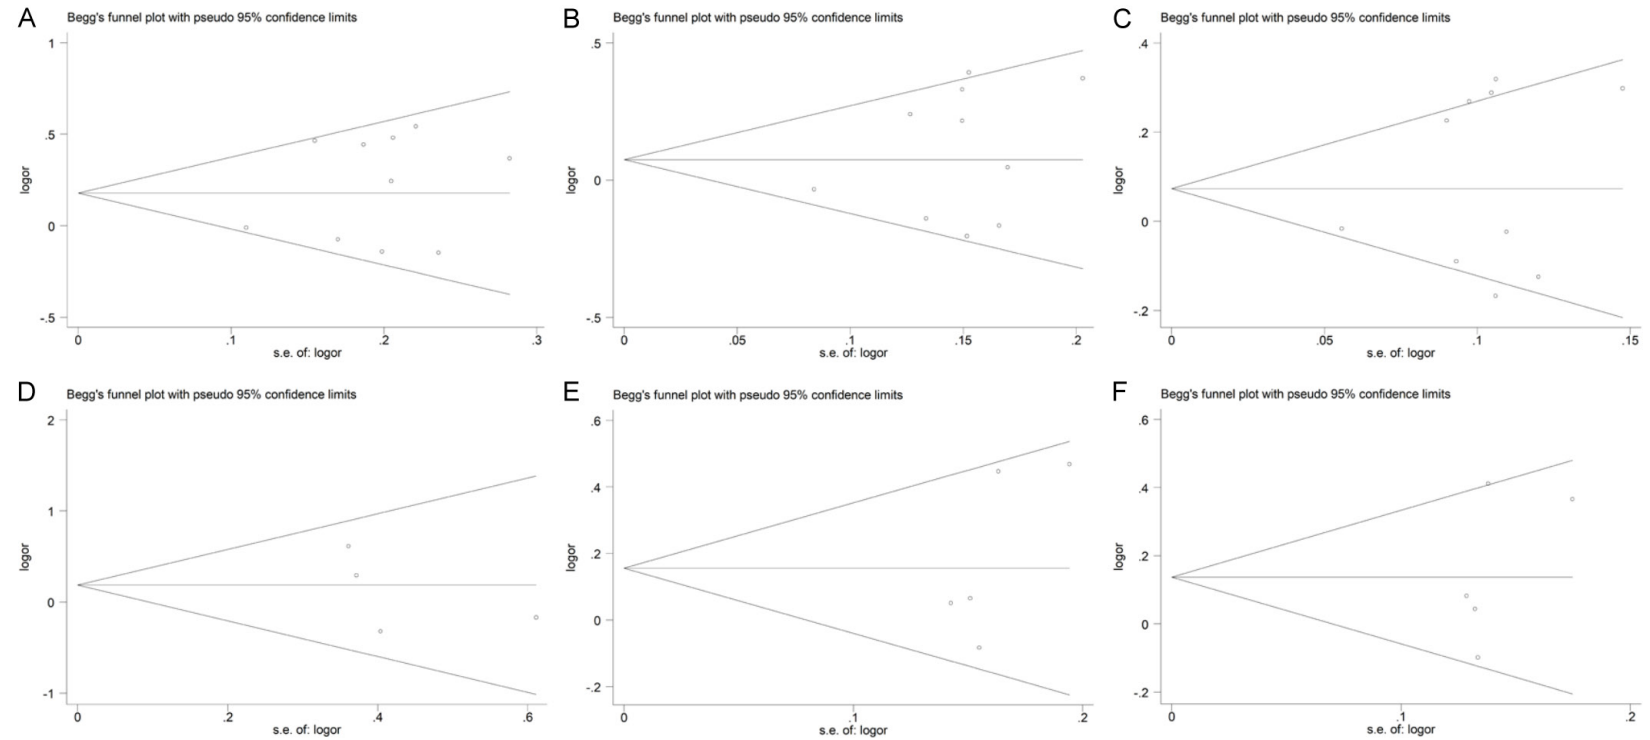 A
Begg's funnel plot with pseudo 95% confidence limits
1
.5
0
-.5
logor
0 .1 .2 .3
s.e. of: logor
B
Begg's funnel plot with pseudo 95% confidence limits
.5
0
-.5
logor
0 .05 .1 .15 .2
s.e. of: logor
C
Begg's funnel plot with pseudo 95% confidence limits
.4
.2
0
-.2
logor
0 .05 .1 .15
s.e. of: logor
D
Begg's funnel plot with pseudo 95% confidence limits
2
1
0
-1
logor
0 .2 .4 .6
s.e. of: logor
E
Begg's funnel plot with pseudo 95% confidence limits
.6
.4
.2
0
-.2
logor
0 .1 .2
s.e. of: logor
F
Begg's funnel plot with pseudo 95% confidence limits
.6
.4
.2
0
-.2
logor
0 .1 .2
s.e. of: logor